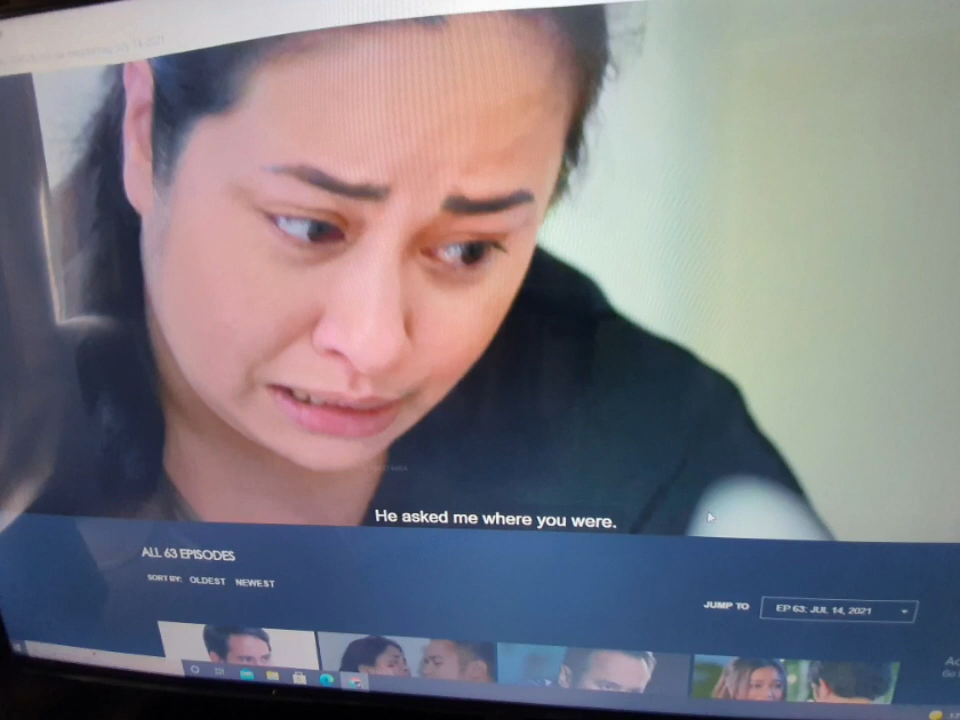 He asked me where you were.
ALL 63 EPISODES
SORT BY: OLDEST NEWEST
JUMP TO EP 63: JUL 14, 2021